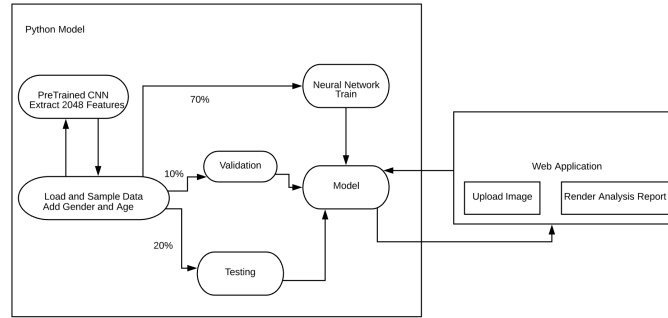 Python Model
PreTrained CNN
Extract 2048 Features
70%
Neural Network
Train
10%
Validation
Load and Sample Data
Add Gender and Age
Model
20%
Testing
Web Application
Upload Image
Render Analysis Report